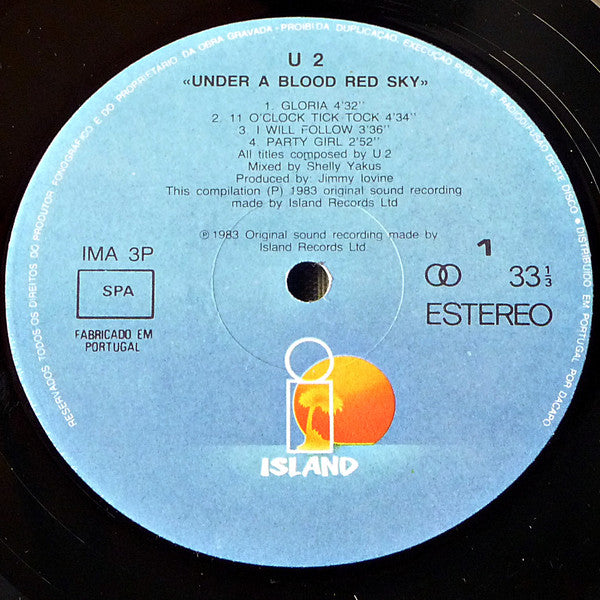 RESERVADOS TODOS OS DIREITOS DO PRODUTOR FONOGRÁFICO E DO PROPRIETÁRIO DA OBRA GRAVADA - PROIBIDA DUPLICAÇÃO, EXECUÇÃO PÚBLICA E RADIODIFUSÃO DESTE DISCO • DISTRIBUÍDO EM PORTUGAL POR DACAPO
U 2
«UNDER A BLOOD RED SKY»
1. GLORIA 4'32''
2. 11 O'CLOCK TICK TOCK 4'34''
3. I WILL FOLLOW 3'36''
4. PARTY GIRL 2'52''
All titles composed by U 2
Mixed by Shelly Yakus
Produced by: Jimmy Iovine
This compilation (P) 1983 original sound recording
made by Island Records Ltd
℗ 1983 Original sound recording made by
Island Records Ltd.
IMA 3P
SPA
FABRICADO EM
PORTUGAL
1
33 1/3
ESTEREO
i
ISLAND